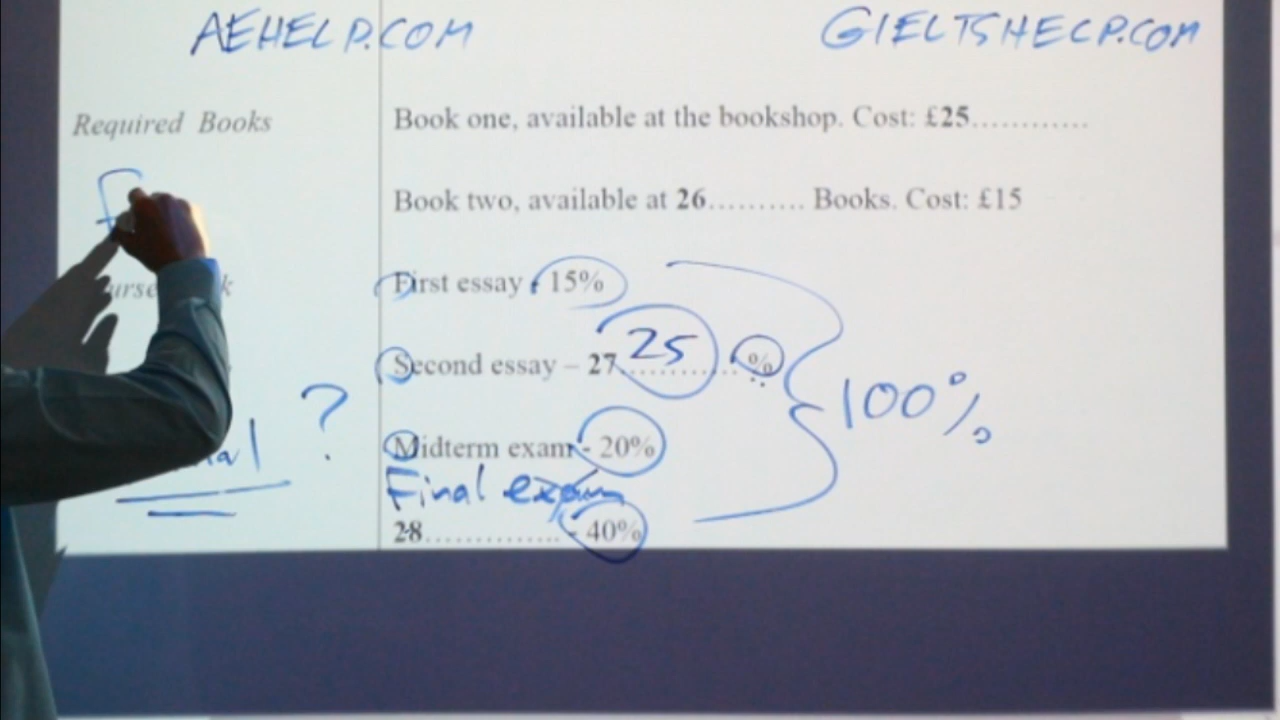 AEHELP.COM GIELTSHELP.COM
Required Books Book one, available at the bookshop. Cost: £25............
Book two, available at 26.......... Books. Cost: £15
First essay - 15%
Second essay – 27 25 %
? Midterm exam - 20%
100%
Final exam
28.............. - 40%